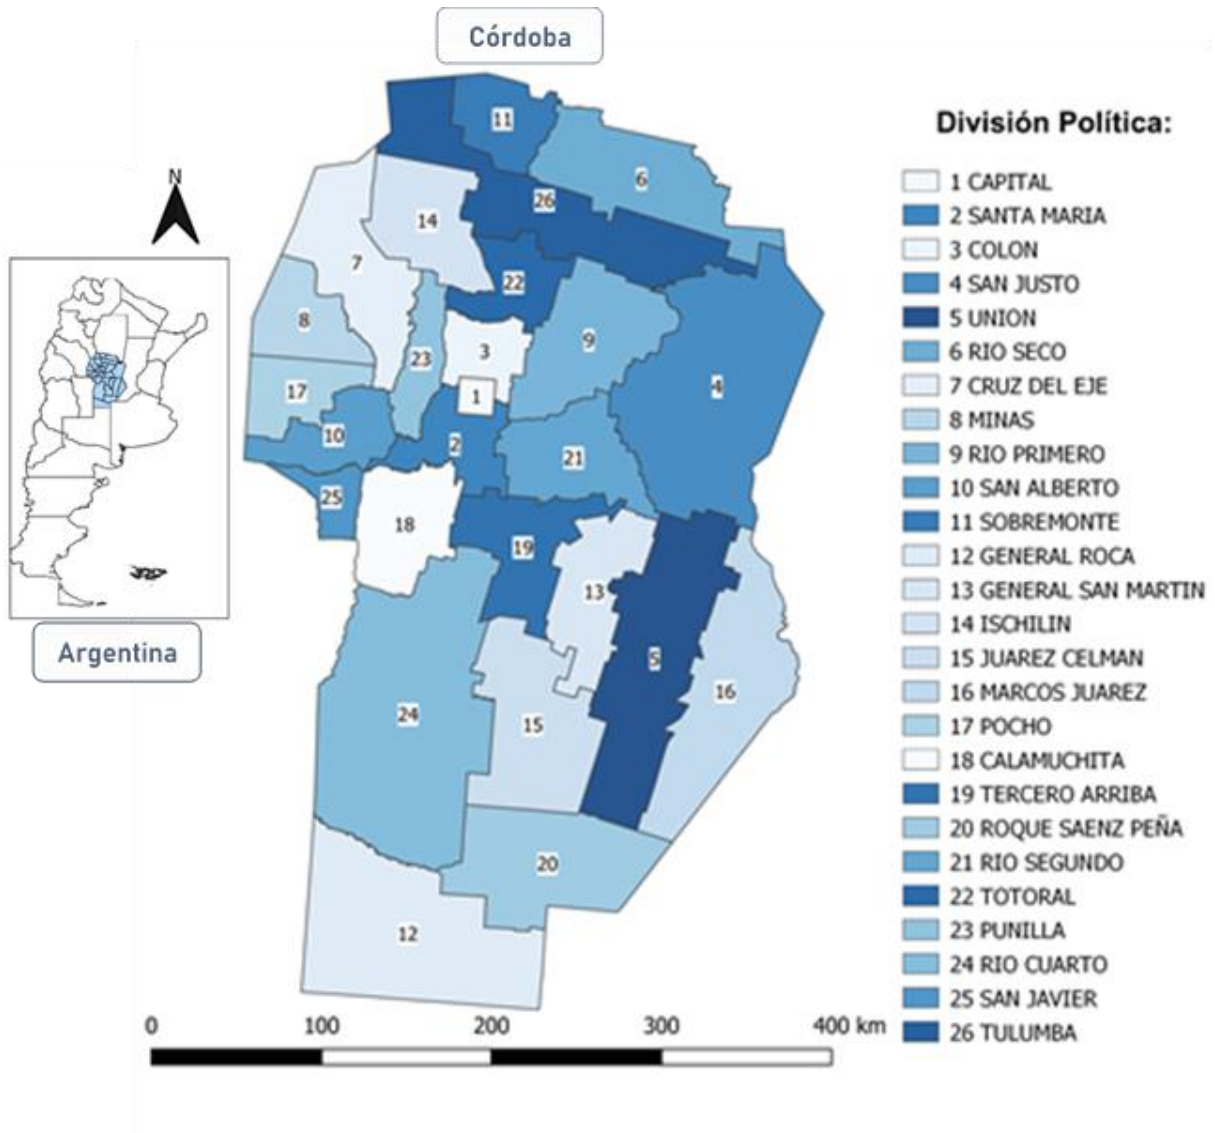 Córdoba
División Política:
1 CAPITAL
2 SANTA MARIA
3 COLON
4 SAN JUSTO
5 UNION
6 RIO SECO
7 CRUZ DEL EJE
8 MINAS
9 RIO PRIMERO
10 SAN ALBERTO
11 SOBREMONTE
12 GENERAL ROCA
13 GENERAL SAN MARTIN
14 ISCHILIN
15 JUAREZ CELMAN
16 MARCOS JUAREZ
17 POCHO
18 CALAMUCHITA
19 TERCERO ARRIBA
20 ROQUE SAENZ PEÑA
21 RIO SEGUNDO
22 TOTORAL
23 PUNILLA
24 RIO CUARTO
25 SAN JAVIER
26 TULUMBA
N
Argentina
11
6
26
14
7
22
8
9
3
23
4
17
1
10
2
21
25
18
19
13
5
16
24
15
20
12
0 100 200 300 400 km